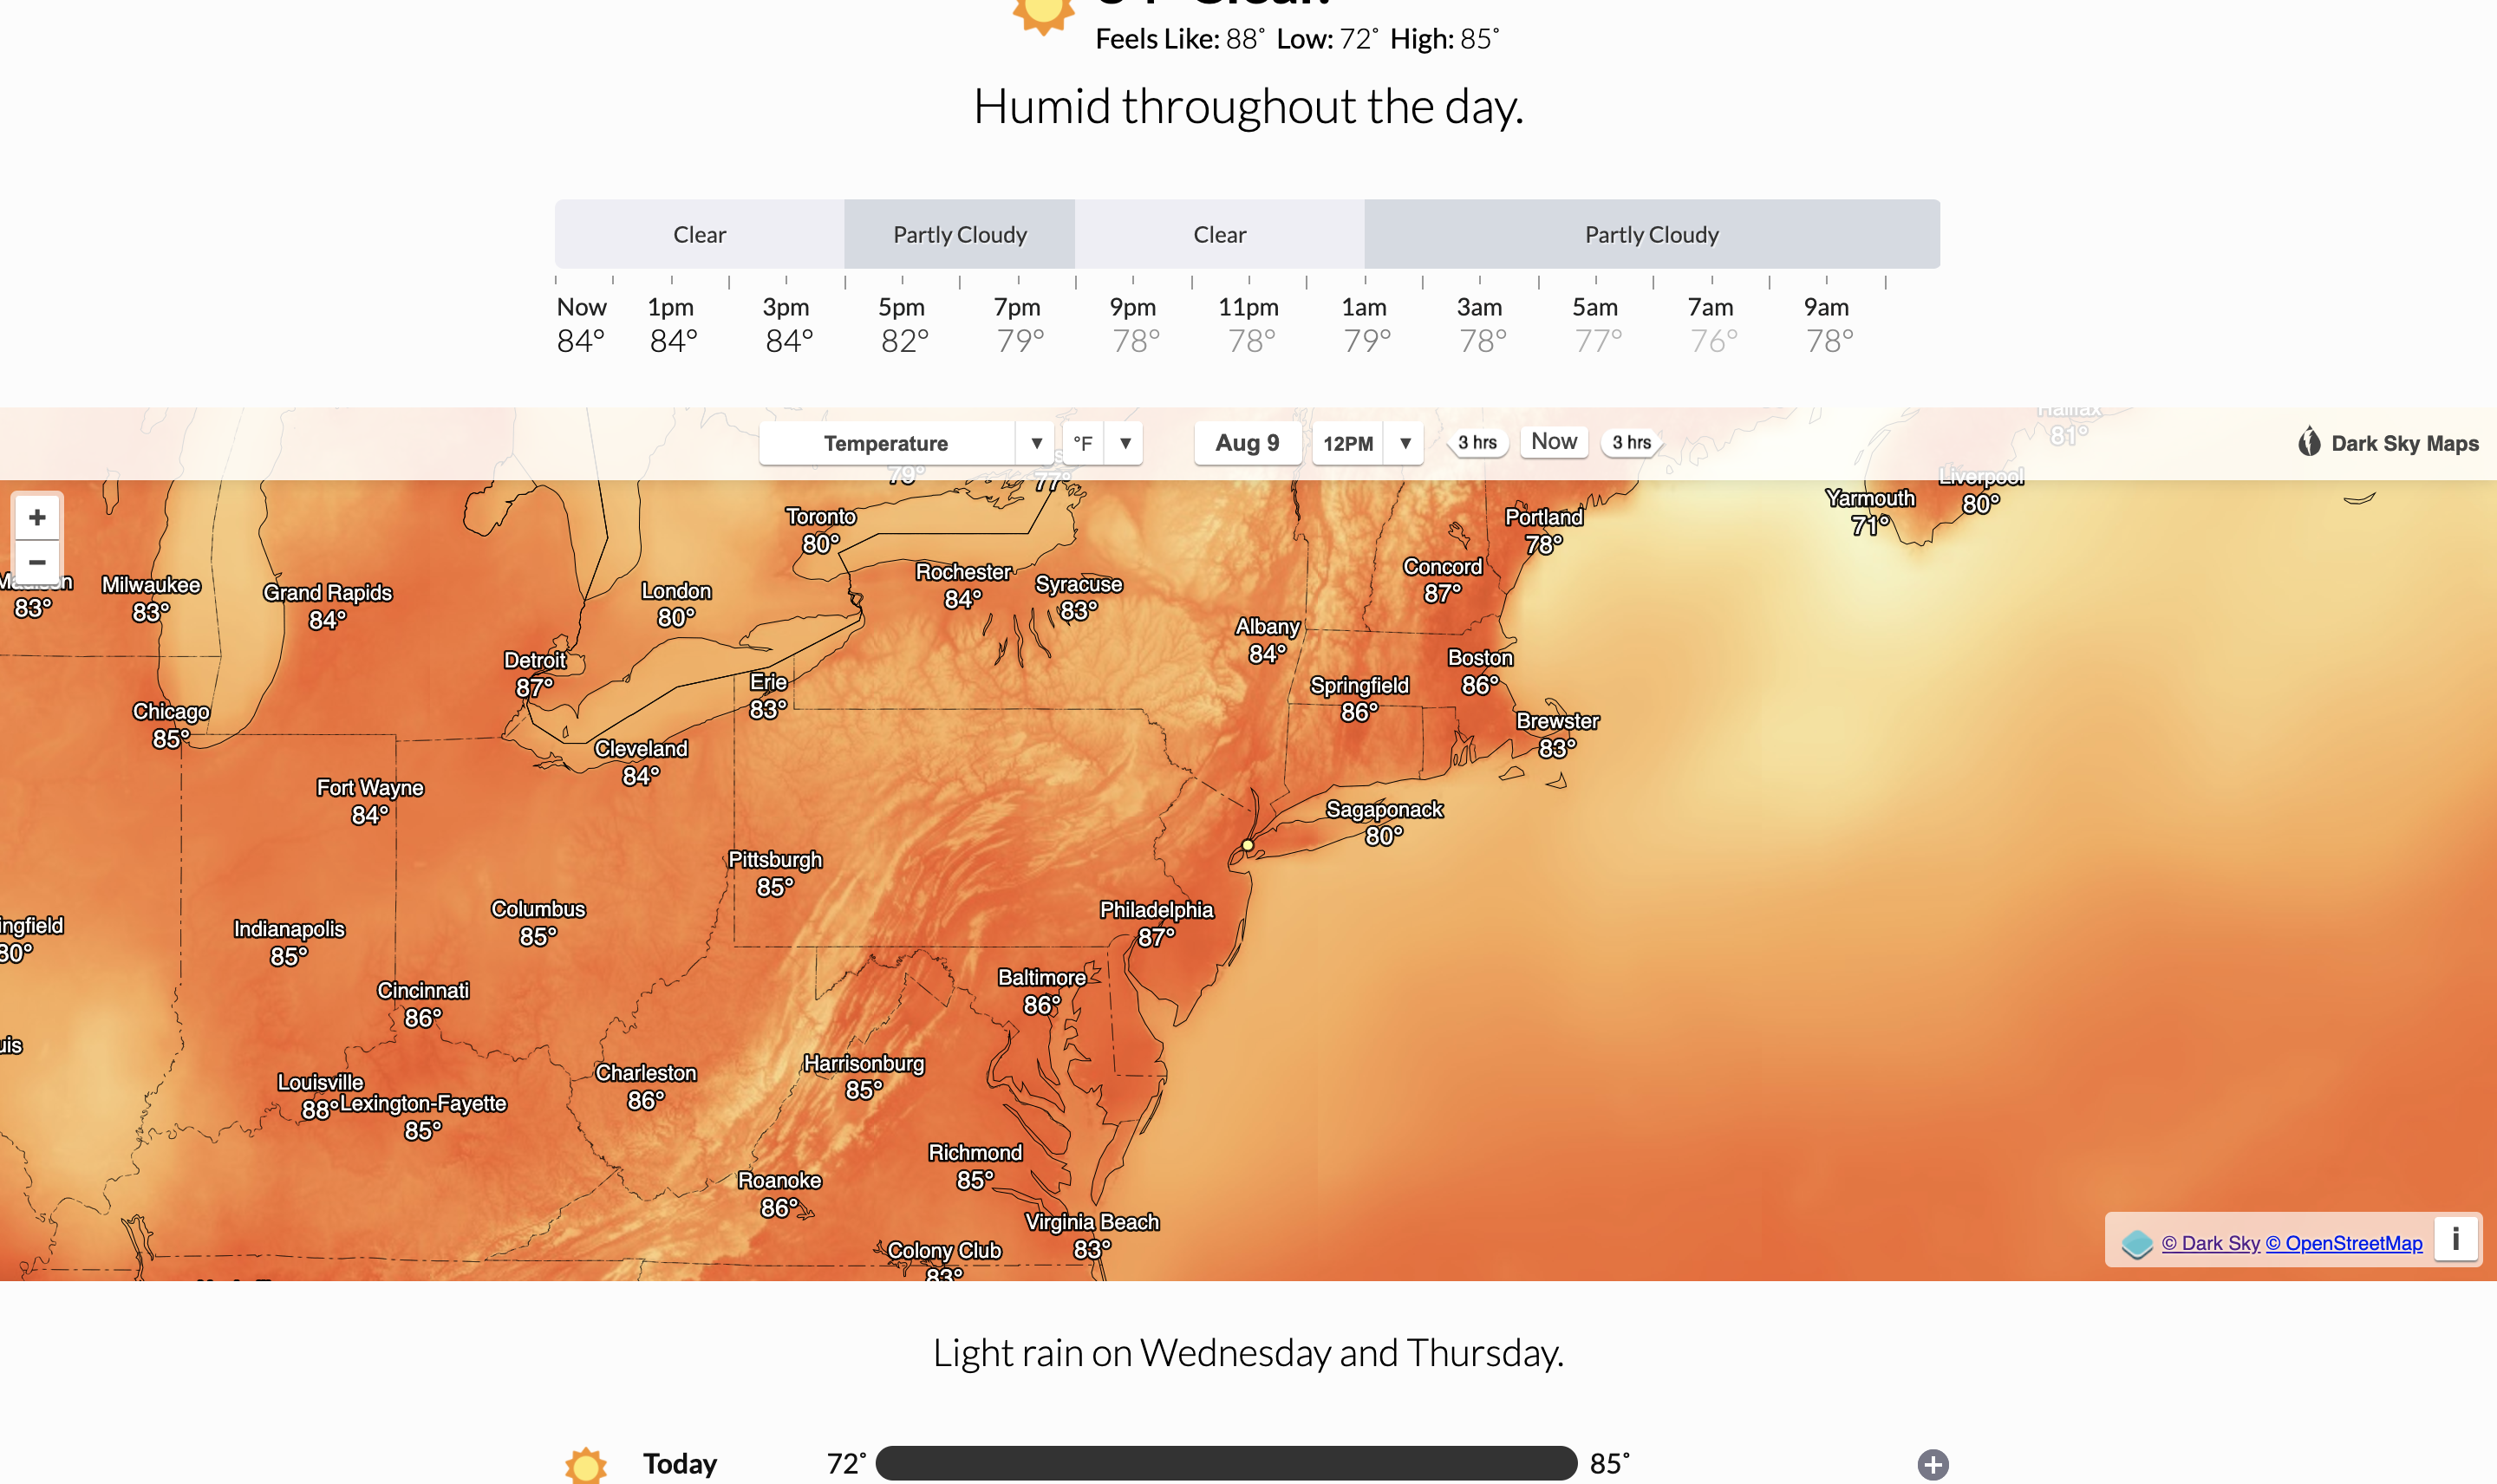 Feels Like: 88° Low: 72° High: 85°
Humid throughout the day.
Clear Partly Cloudy Clear Partly Cloudy
Now 1pm 3pm 5pm 7pm 9pm 11pm 1am 3am 5am 7am 9am
84° 84° 84° 82° 79° 78° 78° 79° 78° 77° 76° 78°
Halifax
81°
Temperature ▼ °F ▼ Aug 9 12PM ▼ 3 hrs Now 3 hrs
Dark Sky Maps
79°
77°
+
−
Liverpool
80°
Yarmouth
71°
Toronto
80°
Portland
78°
Concord
87°
Rochester
84°
Syracuse
83°
Madison
83°
Milwaukee
83°
Grand Rapids
84°
London
80°
Albany
84°
Boston
86°
Detroit
87°
Erie
83°
Springfield
86°
Chicago
85°
Brewster
83°
Cleveland
84°
Fort Wayne
84°
Sagaponack
80°
Pittsburgh
85°
Columbus
85°
Philadelphia
87°
ingfield
80°
Indianapolis
85°
Baltimore
86°
Cincinnati
86°
uis
Harrisonburg
85°
Charleston
86°
Louisville
88°
Lexington-Fayette
85°
Richmond
85°
Roanoke
86°
Virginia Beach
83°
Colony Club
83°
© Dark Sky © OpenStreetMap i
Light rain on Wednesday and Thursday.
Today 72° 85° +